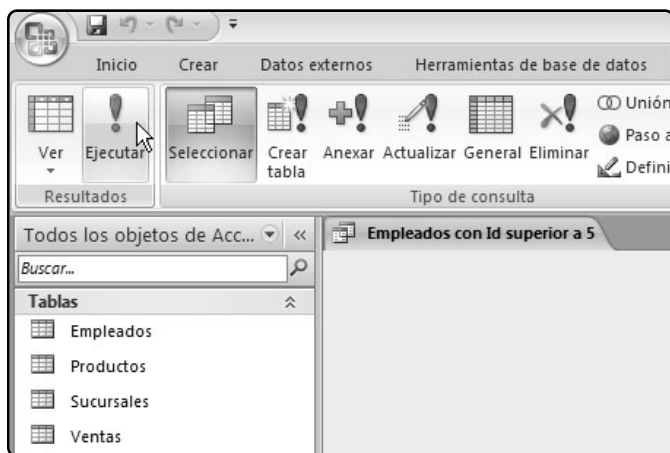 Inicio Crear Datos externos Herramientas de base de datos
Ver Ejecutar Seleccionar Crear tabla Anexar Actualizar General Eliminar
Unión
Paso a
Defini
Resultados Tipo de consulta
Todos los objetos de Acc... Empleados con Id superior a 5
Buscar...
Tablas
Empleados
Productos
Sucursales
Ventas